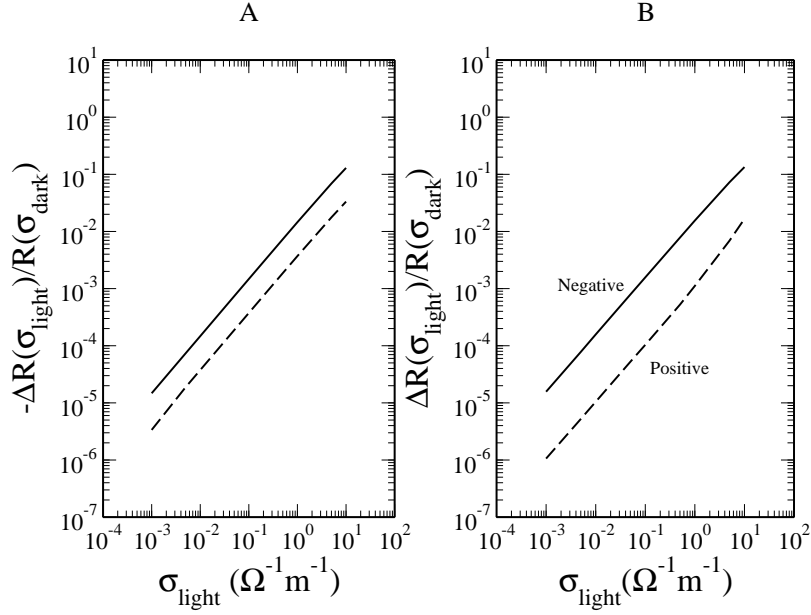 A
B
10^1
10^0
10^-1
10^-2
10^-3
10^-4
10^-5
10^-6
10^-7
-ΔR(σ_light)/R(σ_dark)
10^-4 10^-3 10^-2 10^-1 10^0 10^1 10^2
σ_light (Ω^-1 m^-1)
10^1
10^0
10^-1
10^-2
10^-3
10^-4
10^-5
10^-6
10^-7
ΔR(σ_light)/R(σ_dark)
Negative
Positive
10^-4 10^-3 10^-2 10^-1 10^0 10^1 10^2
σ_light (Ω^-1 m^-1)